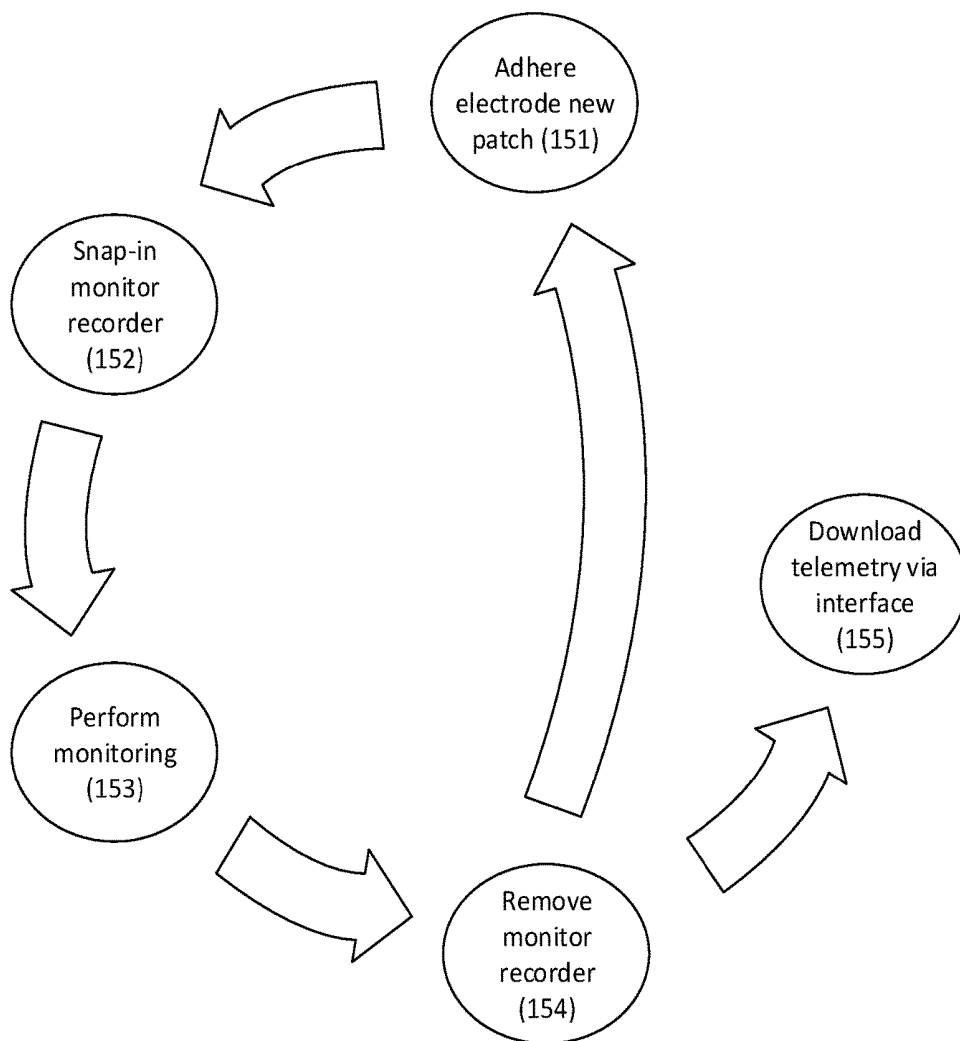 Adhere
electrode new
patch (151)
Snap-in
monitor
recorder
(152)
Perform
monitoring
(153)
Remove
monitor
recorder
(154)
Download
telemetry via
interface
(155)